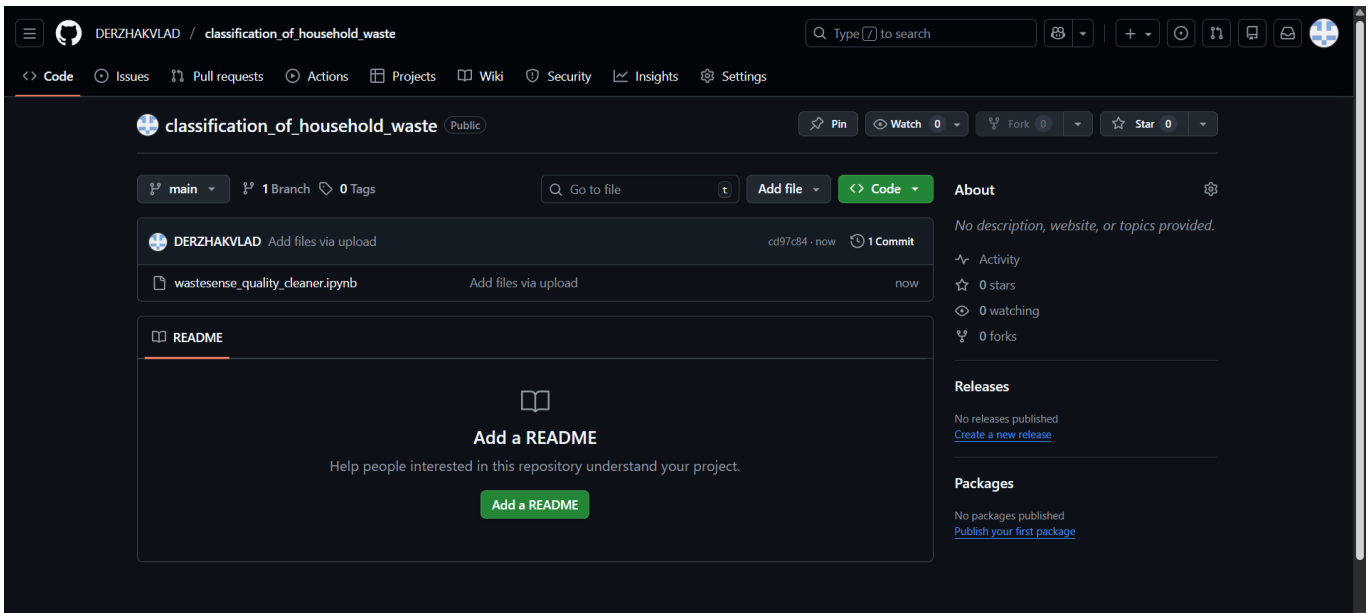 DERZHAKVLAD / classification_of_household_waste
Type / to search
Code Issues Pull requests Actions Projects Wiki Security Insights Settings
classification_of_household_waste Public
Pin Watch 0 Fork 0 Star 0
main 1 Branch 0 Tags
Go to file t Add file Code
DERZHAKVLAD Add files via upload cd97c84 · now 1 Commit
wastesense_quality_cleaner.ipynb Add files via upload now
README
Add a README
Help people interested in this repository understand your project.
Add a README
About
No description, website, or topics provided.
Activity
0 stars
0 watching
0 forks
Releases
No releases published
Create a new release
Packages
No packages published
Publish your first package